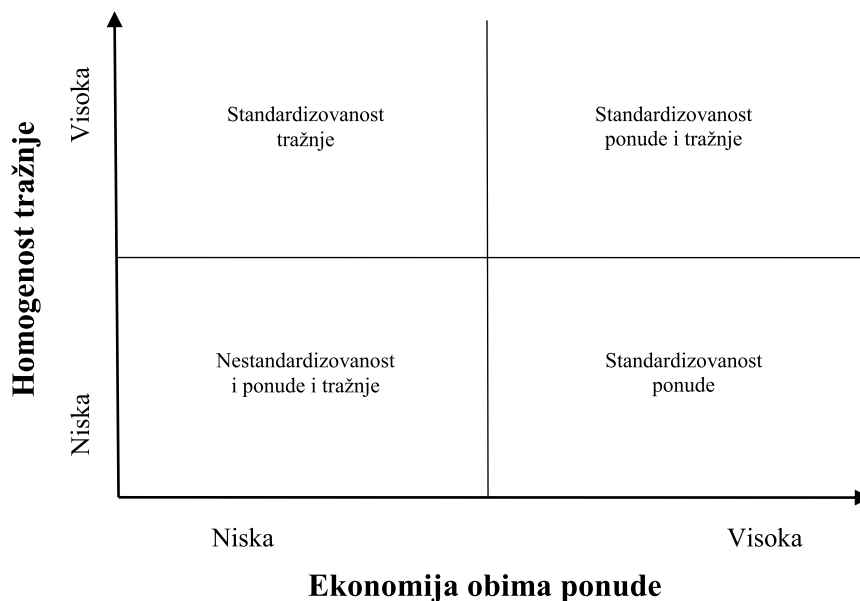 Homogenost tražnje
Visoka
Niska
Standardizovanost
tražnje
Standardizovanost
ponude i tražnje
Nestandardizovanost
i ponude i tražnje
Standardizovanost
ponude
Niska
Visoka
Ekonomija obima ponude